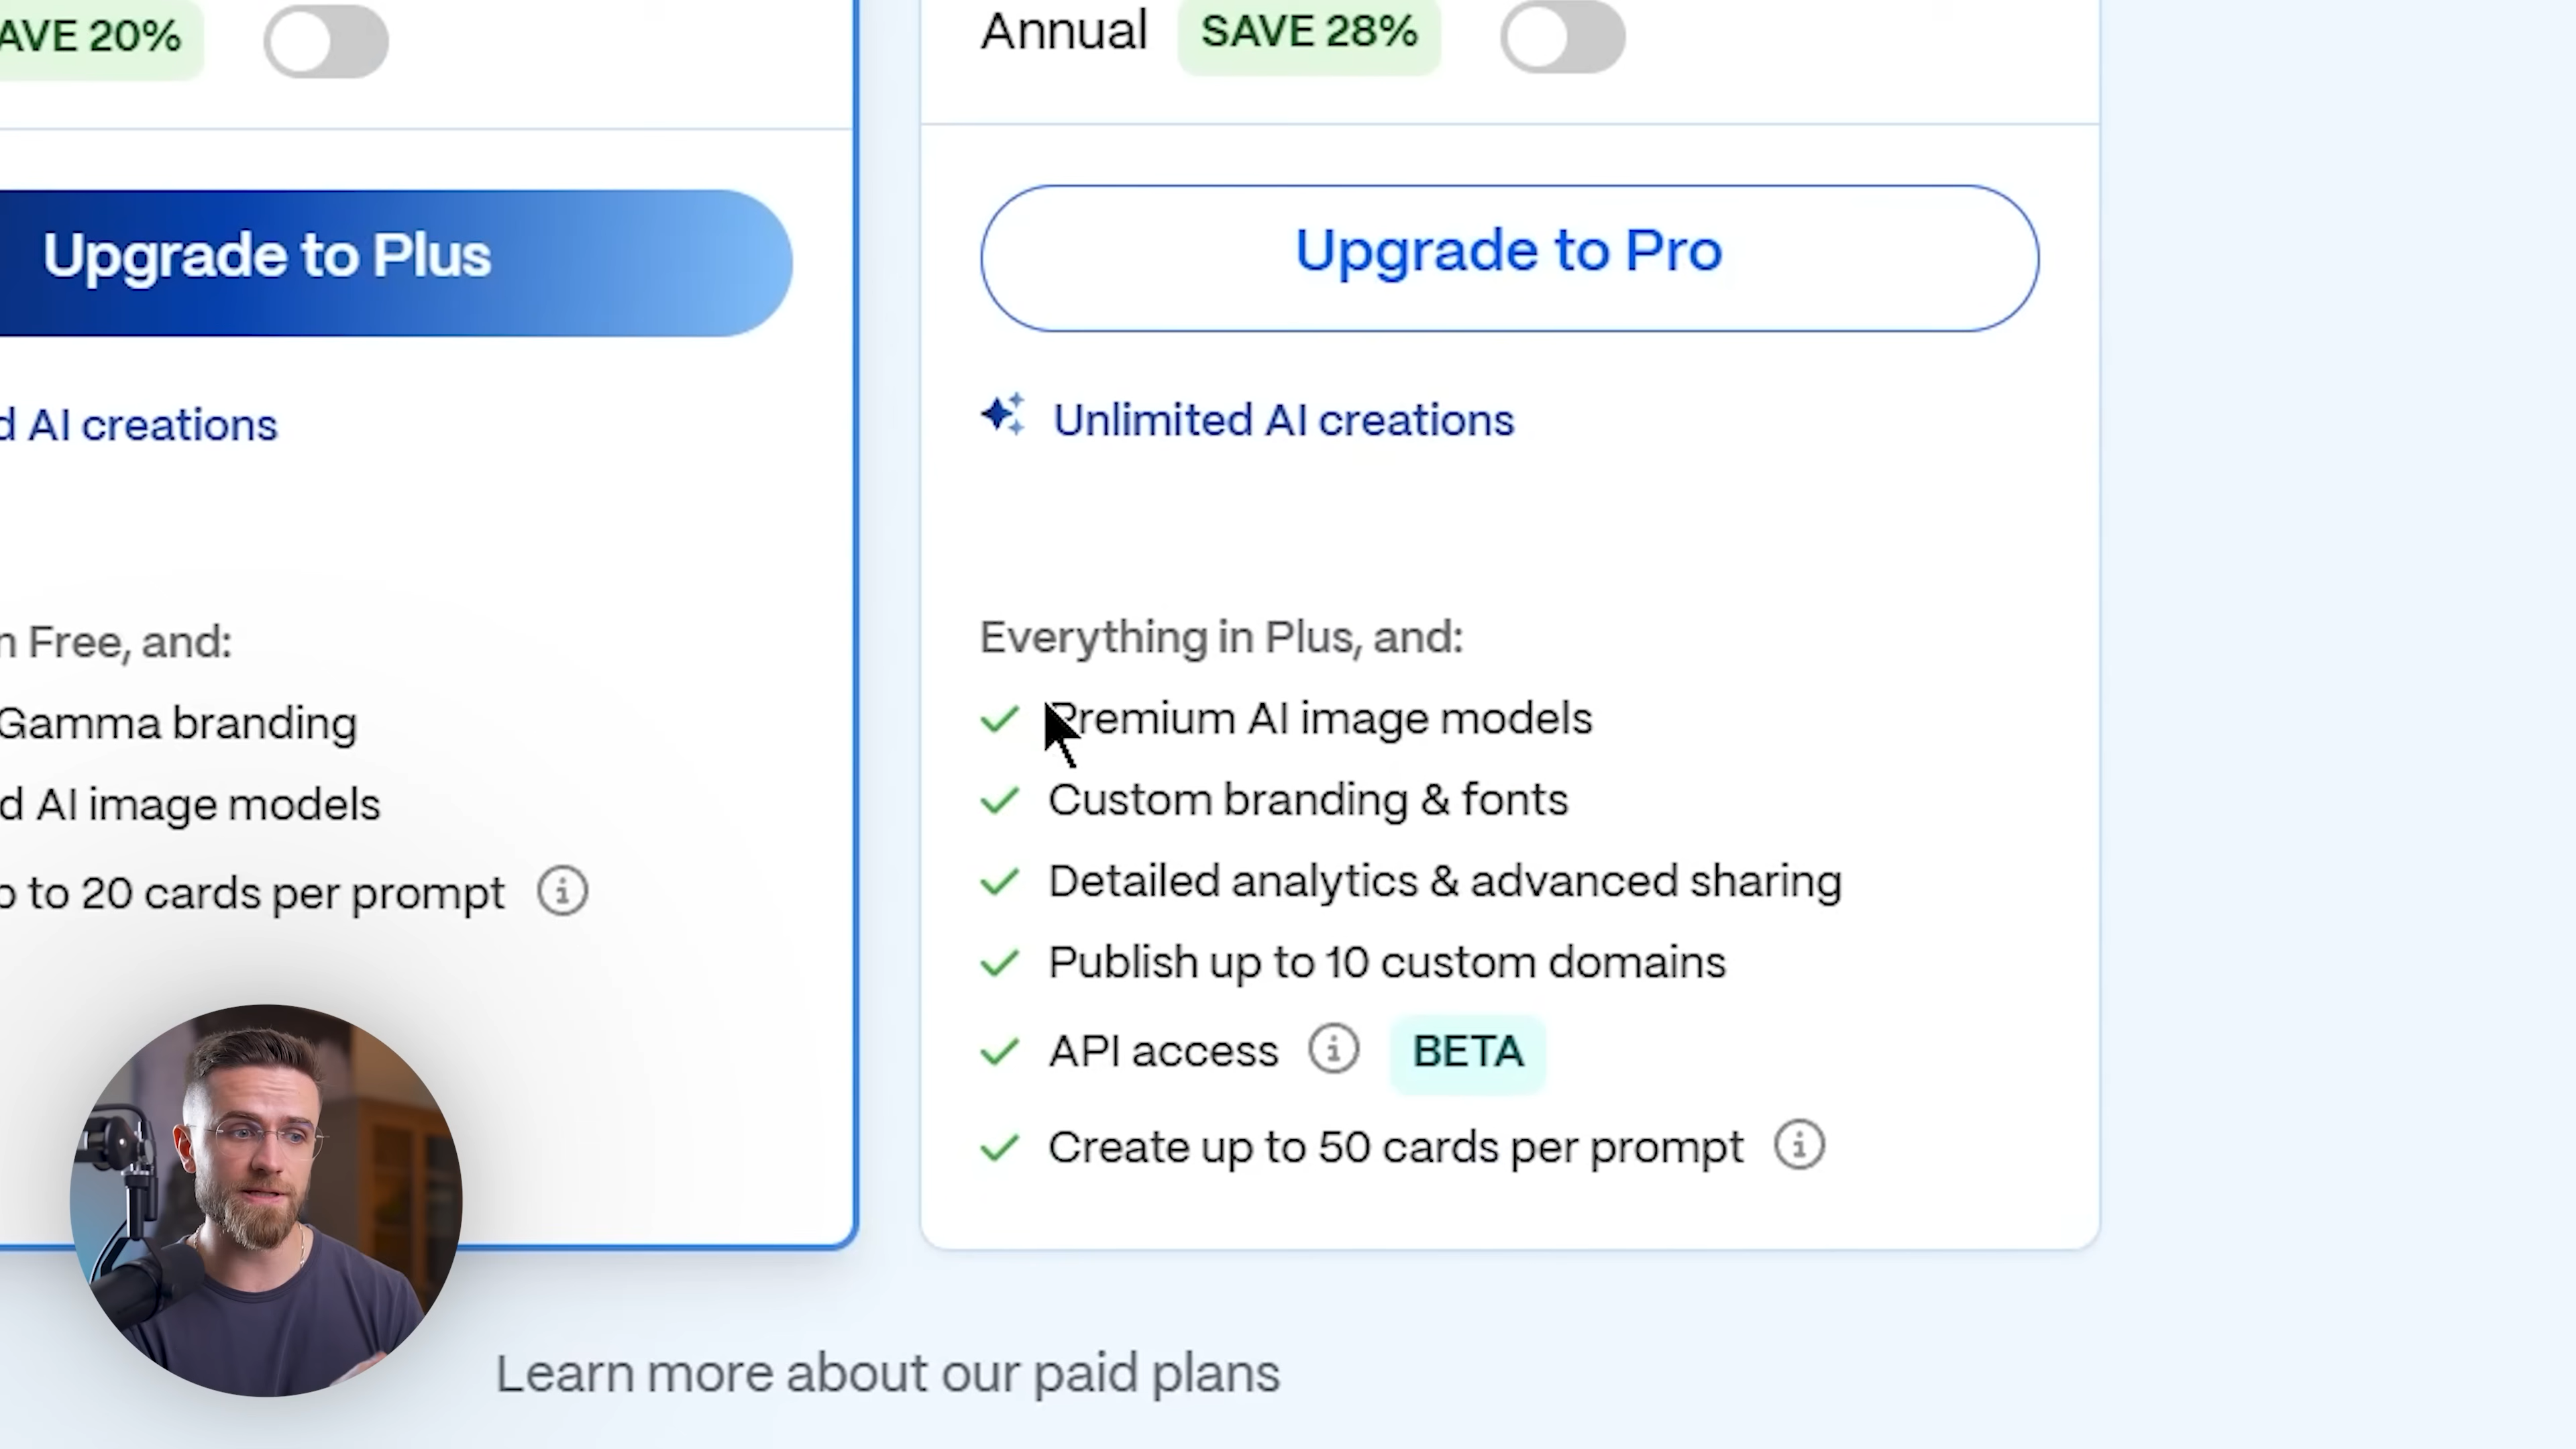 AVE 20%
Upgrade to Plus
d AI creations
n Free, and:
Gamma branding
d AI image models
to 20 cards per prompt
Annual SAVE 28%
Upgrade to Pro
Unlimited AI creations
Everything in Plus, and:
Premium AI image models
Custom branding & fonts
Detailed analytics & advanced sharing
Publish up to 10 custom domains
API access BETA
Create up to 50 cards per prompt
Learn more about our paid plans